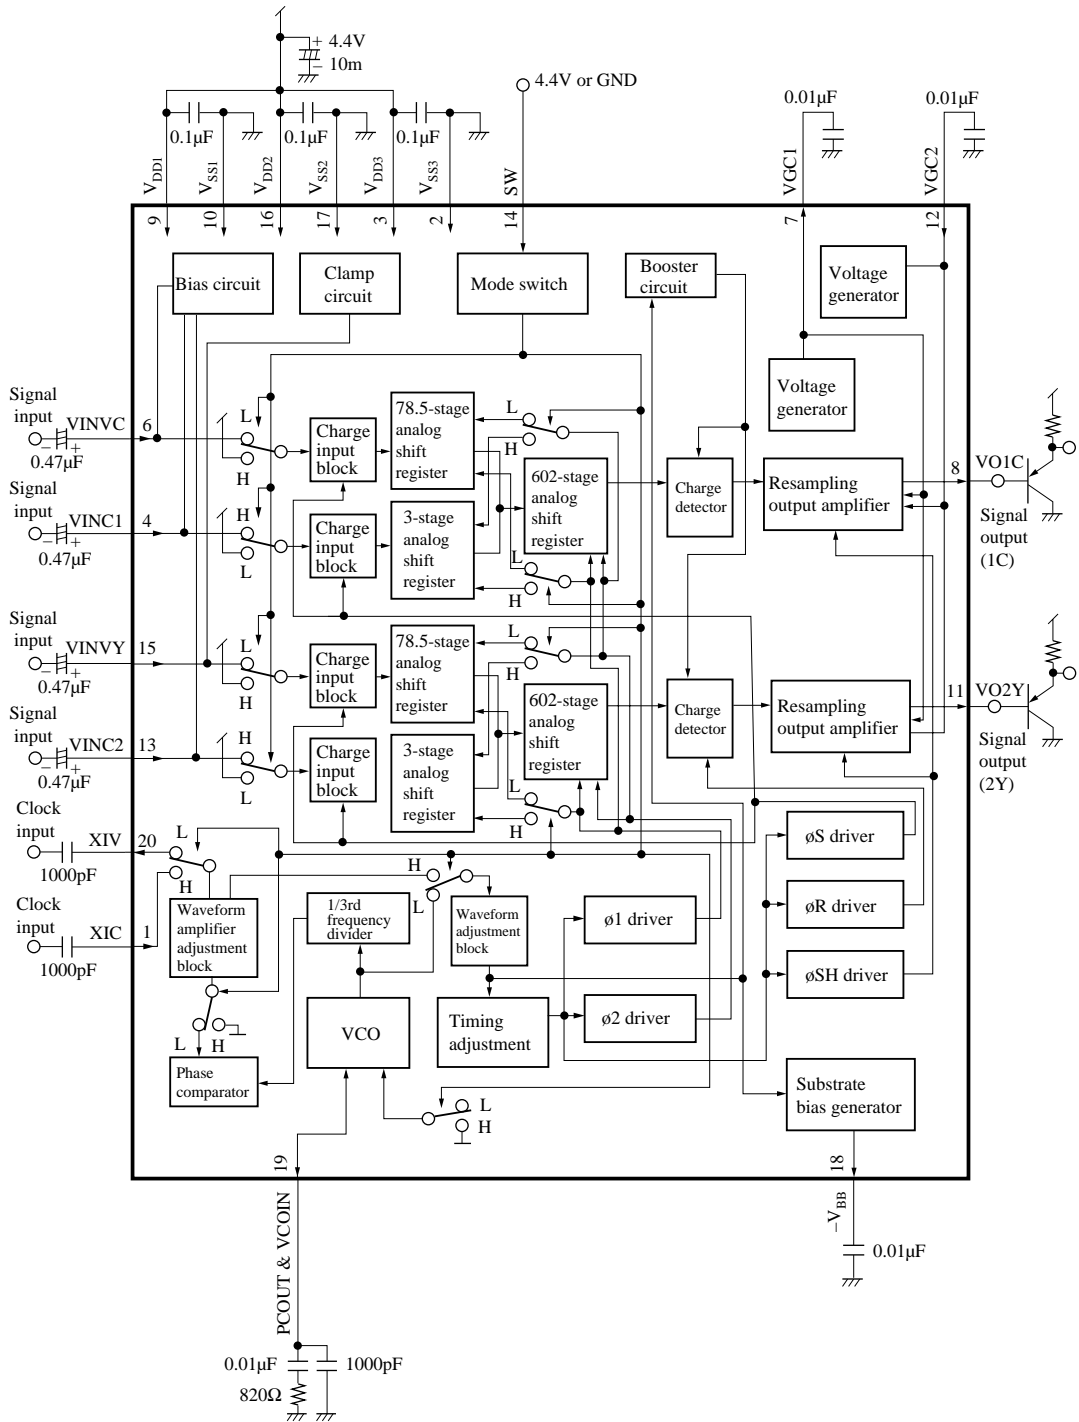 + 4.4V
− 10m
4.4V or GND
0.01µF
0.01µF
0.1µF
0.1µF
0.1µF
VDD1
VSS1
VDD2
VSS2
VDD3
VSS3
SW
VGC1
VGC2
9
10
16
17
3
2
14
7
12
Bias circuit
Clamp
circuit
Mode switch
Booster
circuit
Voltage
generator
Voltage
generator
Signal
input
VINVC
6
− +
0.47µF
L
H
Charge
input
block
78.5-stage
analog
shift
register
L
H
602-stage
analog
shift
register
Charge
detector
Resampling
output amplifier
8
VO1C
Signal
output
(1C)
Signal
input
VINC1
4
− +
0.47µF
H
L
Charge
input
block
3-stage
analog
shift
register
L
H
Signal
input
VINVY
15
− +
0.47µF
L
H
Charge
input
block
78.5-stage
analog
shift
register
L
H
602-stage
analog
shift
register
Charge
detector
Resampling
output amplifier
11
VO2Y
Signal
output
(2Y)
Signal
input
VINC2
13
− +
0.47µF
H
L
Charge
input
block
3-stage
analog
shift
register
L
H
Clock
input
XIV
20
1000pF
L
H
Clock
input
XIC
1
1000pF
Waveform
amplifier
adjustment
block
H
L
1/3rd
frequency
divider
Waveform
adjustment
block
ø1 driver
øS driver
øR driver
øSH driver
L
H
VCO
Timing
adjustment
ø2 driver
Phase
comparator
L
H
Substrate
bias generator
19
18
PCOUT & VCOIN
−VBB
0.01µF
0.01µF
1000pF
820Ω